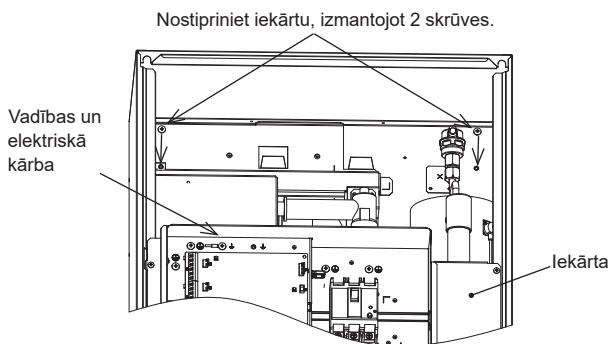 Nostipriniet iekārtu, izmantojot 2 skrūves.
Vadības un
elektriskā
kārba
Iekārta